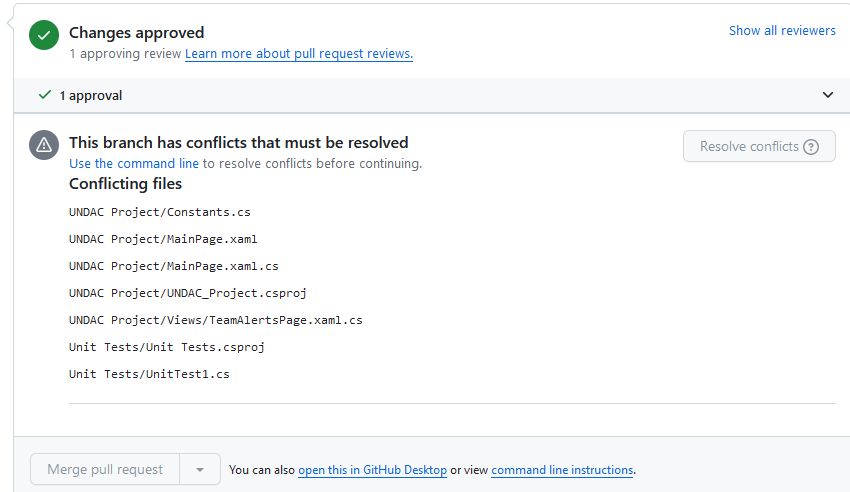 Changes approved
Show all reviewers
1 approving review Learn more about pull request reviews.
1 approval
This branch has conflicts that must be resolved
Resolve conflicts ?
Use the command line to resolve conflicts before continuing.
Conflicting files
UNDAC Project/Constants.cs
UNDAC Project/MainPage.xaml
UNDAC Project/MainPage.xaml.cs
UNDAC Project/UNDAC_Project.csproj
UNDAC Project/Views/TeamAlertsPage.xaml.cs
Unit Tests/Unit Tests.csproj
Unit Tests/UnitTest1.cs
Merge pull request
You can also open this in GitHub Desktop or view command line instructions.